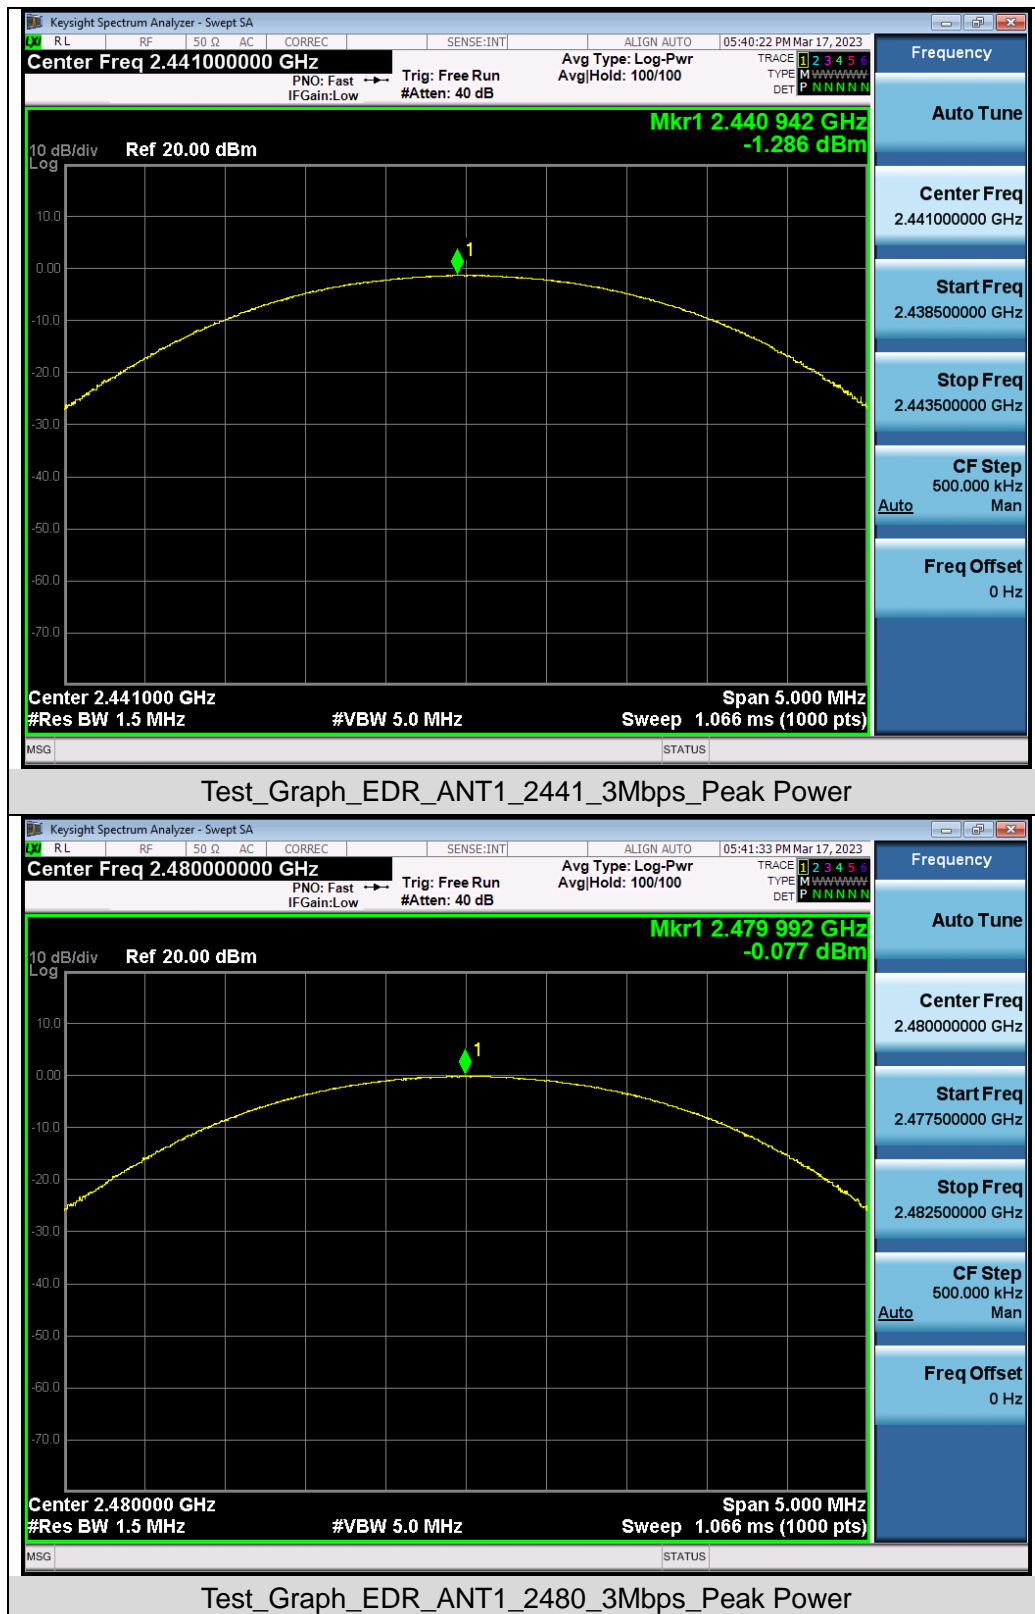 Keysight Spectrum Analyzer - Swept SA
LXI RL RF 50 Ω AC CORREC SENSE:INT ALIGN AUTO 05:40:22 PM Mar 17, 2023
Center Freq 2.441000000 GHz
PNO: Fast
IFGain:Low
Trig: Free Run
#Atten: 40 dB
Avg Type: Log-Pwr
Avg|Hold: 100/100
TRACE 1 2 3 4 5 6
TYPE M WWWWW
DET P N N N N N
Mkr1 2.440 942 GHz
-1.286 dBm
10 dB/div Ref 20.00 dBm
Log
10.0
0.00
-10.0
-20.0
-30.0
-40.0
-50.0
-60.0
-70.0
1
Center 2.441000 GHz Span 5.000 MHz
#Res BW 1.5 MHz #VBW 5.0 MHz Sweep 1.066 ms (1000 pts)
MSG STATUS
Frequency
Auto Tune
Center Freq
2.441000000 GHz
Start Freq
2.438500000 GHz
Stop Freq
2.443500000 GHz
CF Step
500.000 kHz
Auto Man
Freq Offset
0 Hz
Test_Graph_EDR_ANT1_2441_3Mbps_Peak Power
Keysight Spectrum Analyzer - Swept SA
LXI RL RF 50 Ω AC CORREC SENSE:INT ALIGN AUTO 05:41:33 PM Mar 17, 2023
Center Freq 2.480000000 GHz
PNO: Fast
IFGain:Low
Trig: Free Run
#Atten: 40 dB
Avg Type: Log-Pwr
Avg|Hold: 100/100
TRACE 1 2 3 4 5 6
TYPE M WWWWW
DET P N N N N N
Mkr1 2.479 992 GHz
-0.077 dBm
10 dB/div Ref 20.00 dBm
Log
10.0
0.00
-10.0
-20.0
-30.0
-40.0
-50.0
-60.0
-70.0
1
Center 2.480000 GHz Span 5.000 MHz
#Res BW 1.5 MHz #VBW 5.0 MHz Sweep 1.066 ms (1000 pts)
MSG STATUS
Frequency
Auto Tune
Center Freq
2.480000000 GHz
Start Freq
2.477500000 GHz
Stop Freq
2.482500000 GHz
CF Step
500.000 kHz
Auto Man
Freq Offset
0 Hz
Test_Graph_EDR_ANT1_2480_3Mbps_Peak Power